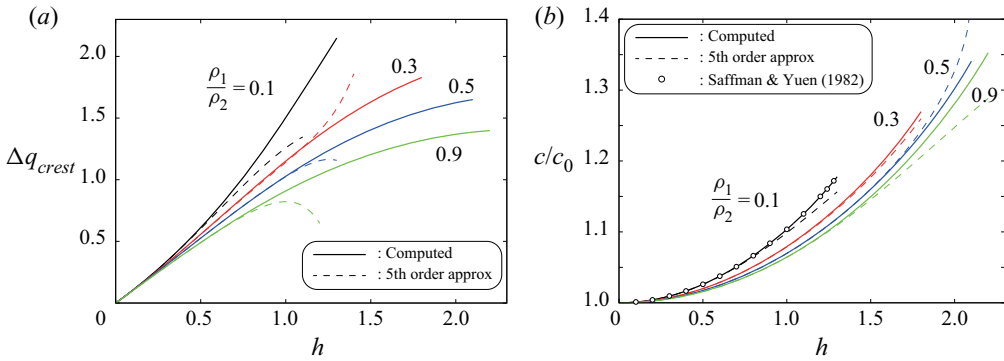 (a)
2.0
1.5
1.0
0.5
0
0.5
1.0
1.5
2.0
Δq_crest
h
ρ1/ρ2 = 0.1
0.3
0.5
0.9
: Computed
: 5th order approx
(b)
1.4
1.3
1.2
1.1
1.0
0
0.5
1.0
1.5
2.0
c/c0
h
: Computed
: 5th order approx
: Saffman & Yuen (1982)
0.5
0.9
0.3
ρ1/ρ2 = 0.1